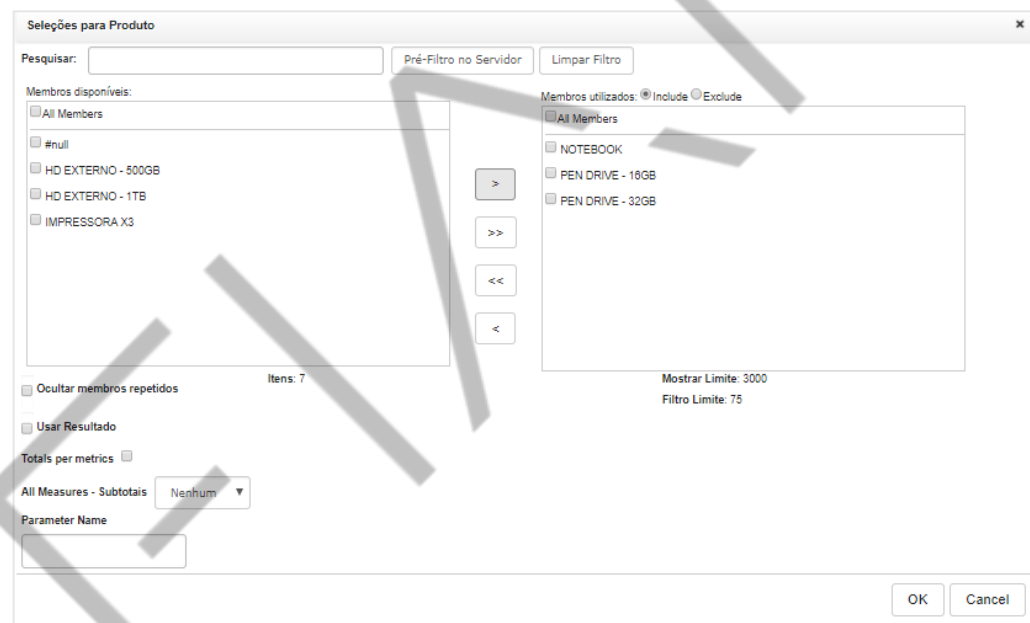 Seleções para Produto ×
Pesquisar: Pré-Filtro no Servidor Limpar Filtro
Membros disponíveis:
All Members
#null
HD EXTERNO - 500GB
HD EXTERNO - 1TB
IMPRESSORA X3
Itens: 7
>
>>
<<
<
Membros utilizados: Include Exclude
All Members
NOTEBOOK
PEN DRIVE - 16GB
PEN DRIVE - 32GB
Mostrar Limite: 3000
Filtro Limite: 75
Ocultar membros repetidos
Usar Resultado
Totals per metrics
All Measures - Subtotais Nenhum
Parameter Name
OK Cancel